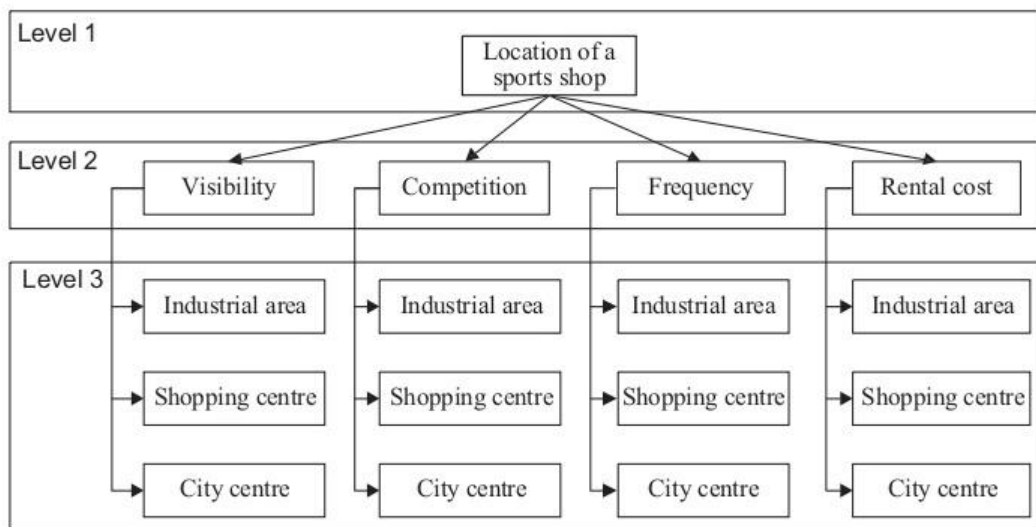 Level 1
Location of a
sports shop
Level 2
Visibility
Competition
Frequency
Rental cost
Level 3
Industrial area
Industrial area
Industrial area
Industrial area
Shopping centre
Shopping centre
Shopping centre
Shopping centre
City centre
City centre
City centre
City centre